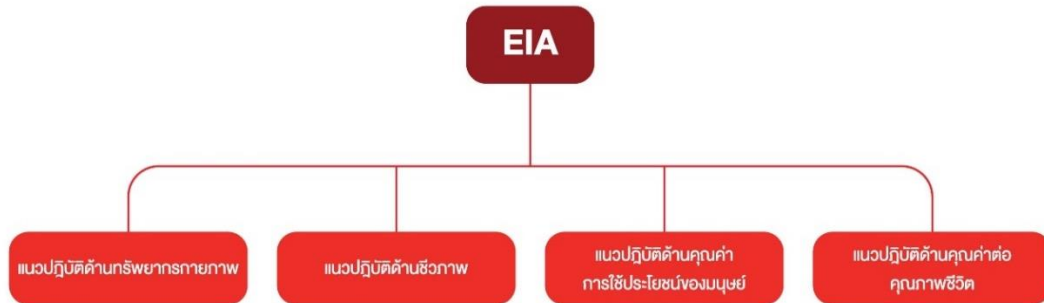 EIA
แนวปฏิบัติด้านทรัพยากรกายภาพ
แนวปฏิบัติด้านชีวภาพ
แนวปฏิบัติด้านคุณค่า
การใช้ประโยชน์ของมนุษย์
แนวปฏิบัติด้านคุณค่าต่อ
คุณภาพชีวิต